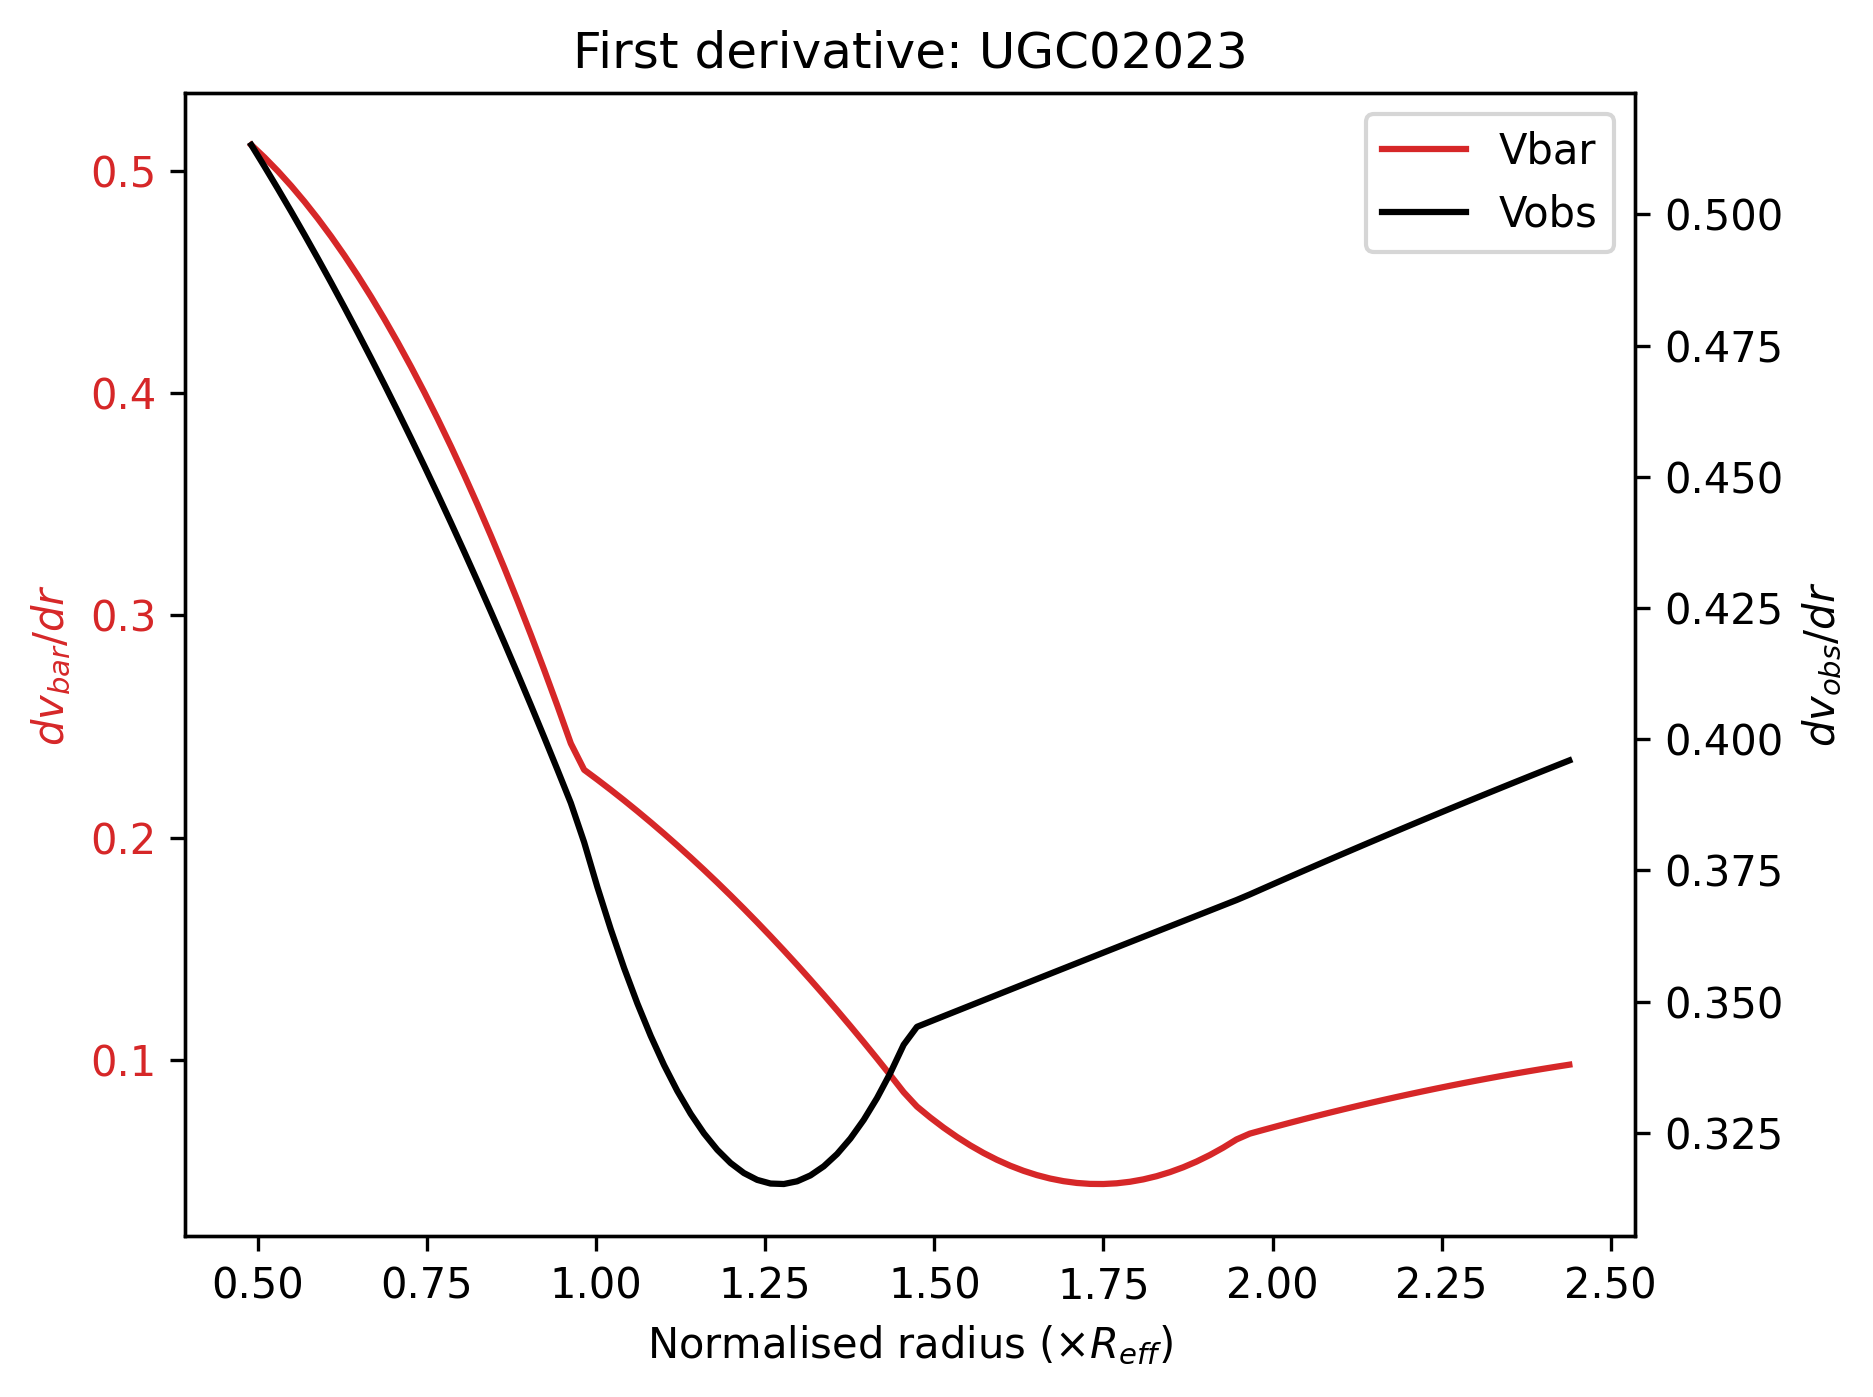 First derivative: UGC02023
Vbar
Vobs
0.5
0.4
0.3
0.2
0.1
dv_bar/dr
0.500
0.475
0.450
0.425
0.400
0.375
0.350
0.325
dv_obs/dr
0.50 0.75 1.00 1.25 1.50 1.75 2.00 2.25 2.50
Normalised radius (×R_eff)